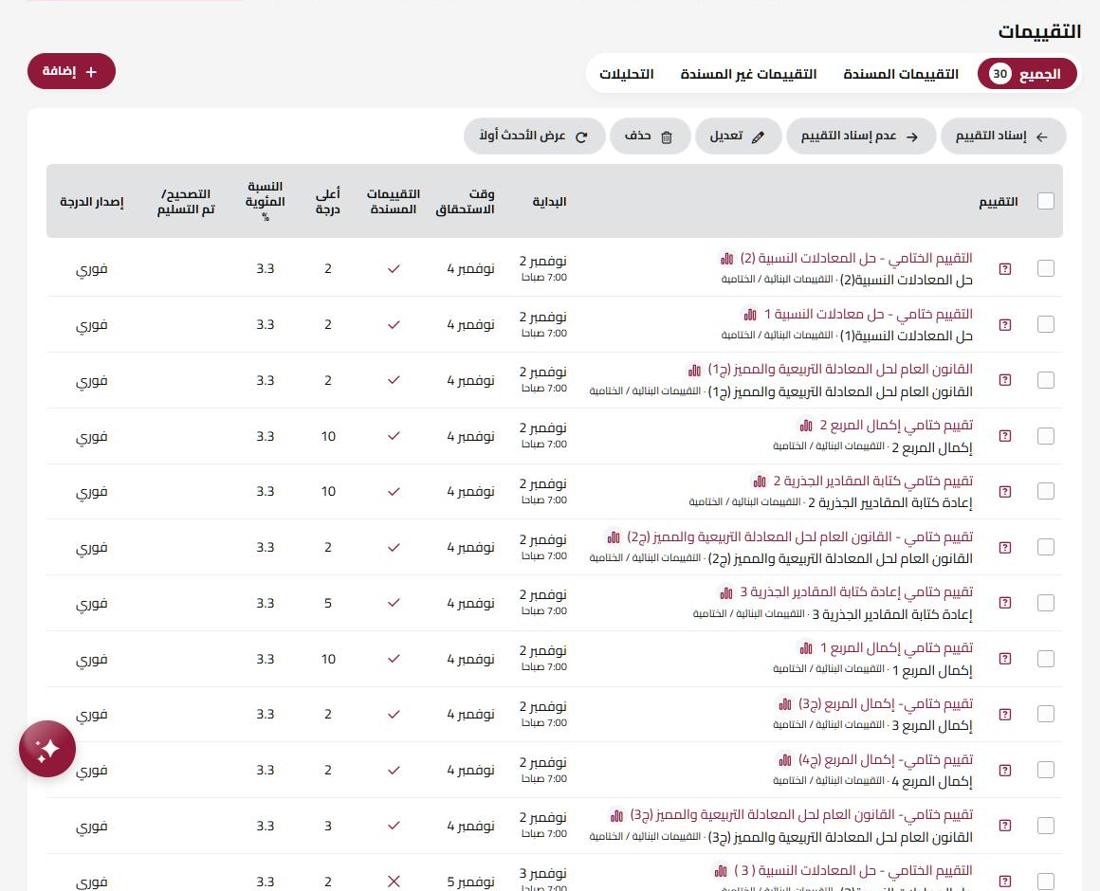 التقييمات
الجميع 30 التقييمات المسندة التقييمات غير المسندة التحليلات
+ إضافة
إسناد التقييم عدم إسناد التقييم تعديل حذف عرض الأحدث أولاً
التقييم البداية وقت الاستحقاق التقييمات المسندة أعلى درجة النسبة المئوية % التصحيح/ تم التسليم إصدار الدرجة
التقييم الختامي - حل المعادلات النسبية (2) نوفمبر 2 نوفمبر 4 2 3.3 فوري
حل المعادلات النسبية(2) · التقييمات البنائية / الختامية 7:00 صباحا
التقييم ختامي - حل معادلات النسبية 1 نوفمبر 2 نوفمبر 4 2 3.3 فوري
حل المعادلات النسبية(1) · التقييمات البنائية / الختامية 7:00 صباحا
القانون العام لحل المعادلة التربيعية والمميز (ج1) نوفمبر 2 نوفمبر 4 2 3.3 فوري
القانون العام لحل المعادلة التربيعية والمميز (ج1) · التقييمات البنائية / الختامية 7:00 صباحا
تقييم ختامي إكمال المربع 2 نوفمبر 2 نوفمبر 4 10 3.3 فوري
إكمال المربع 2 · التقييمات البنائية / الختامية 7:00 صباحا
تقييم ختامي كتابة المقادير الجذرية 2 نوفمبر 2 نوفمبر 4 10 3.3 فوري
إعادة كتابة المقاديير الجذرية 2 · التقييمات البنائية / الختامية 7:00 صباحا
تقييم ختامي - القانون العام لحل المعادلة التربيعية والمميز (ج2) نوفمبر 2 نوفمبر 4 2 3.3 فوري
القانون العام لحل المعادلة التربيعية والمميز (ج2) · التقييمات البنائية / الختامية 7:00 صباحا
تقييم ختامي إعادة كتابة المقادير الجذرية 3 نوفمبر 2 نوفمبر 4 5 3.3 فوري
إعادة كتابة المقادير الجذرية 3 · التقييمات البنائية / الختامية 7:00 صباحا
تقييم ختامي إكمال المربع 1 نوفمبر 2 نوفمبر 4 10 3.3 فوري
إكمال المربع 1 · التقييمات البنائية / الختامية 7:00 صباحا
تقييم ختامي- إكمال المربع (ج3) نوفمبر 2 نوفمبر 4 2 3.3 فوري
إكمال المربع 3 · التقييمات البنائية / الختامية 7:00 صباحا
تقييم ختامي- إكمال المربع (ج4) نوفمبر 2 نوفمبر 4 2 3.3 فوري
إكمال المربع 4 · التقييمات البنائية / الختامية 7:00 صباحا
تقييم ختامي- القانون العام لحل المعادلة التربيعية والمميز (ج3) نوفمبر 2 نوفمبر 4 3 3.3 فوري
القانون العام لحل المعادلة التربيعية والمميز (ج3) · التقييمات البنائية / الختامية 7:00 صباحا
التقييم الختامي - حل المعادلات النسبية ( 3 ) نوفمبر 3 نوفمبر 5 2 3.3 فوري